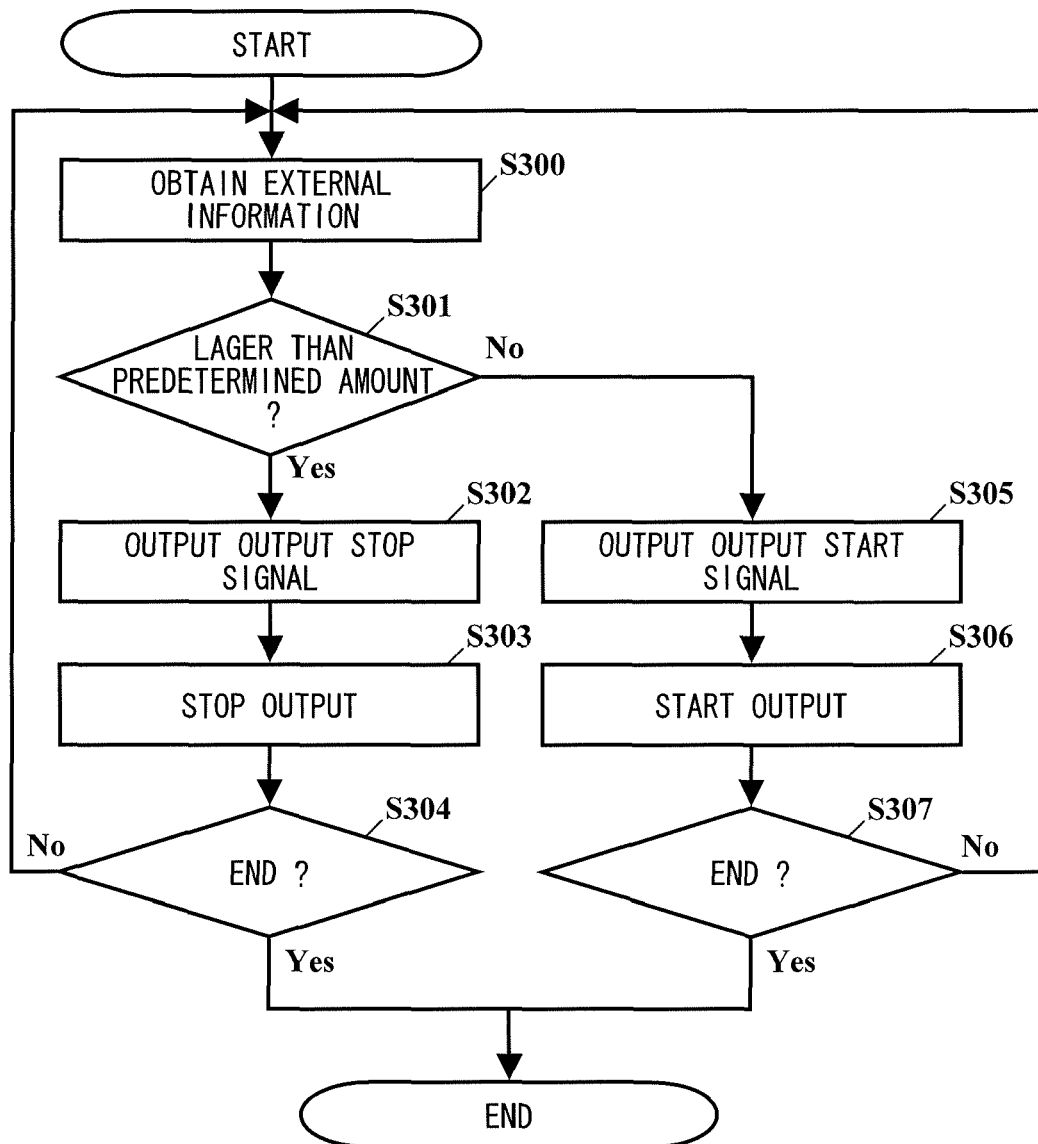 START
S300
OBTAIN EXTERNAL
INFORMATION
S301
LAGER THAN
PREDETERMINED AMOUNT
?
No
Yes
S302
OUTPUT OUTPUT STOP
SIGNAL
S305
OUTPUT OUTPUT START
SIGNAL
S303
STOP OUTPUT
S306
START OUTPUT
S304
END ?
No
Yes
S307
END ?
No
Yes
END